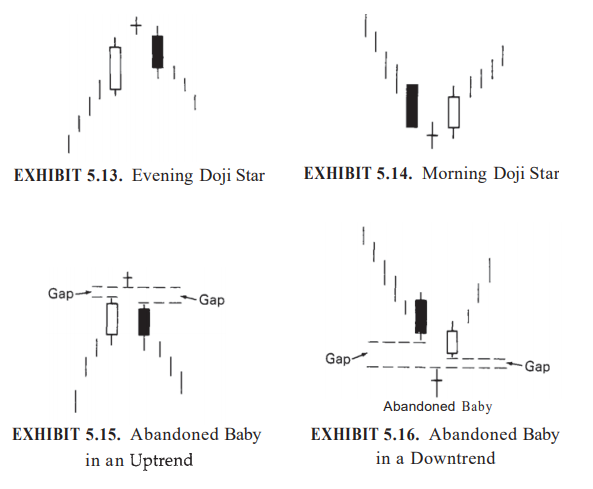 EXHIBIT 5.13. Evening Doji Star
EXHIBIT 5.14. Morning Doji Star
Gap
Gap
EXHIBIT 5.15. Abandoned Baby
in an Uptrend
Gap
Gap
Abandoned Baby
EXHIBIT 5.16. Abandoned Baby
in a Downtrend